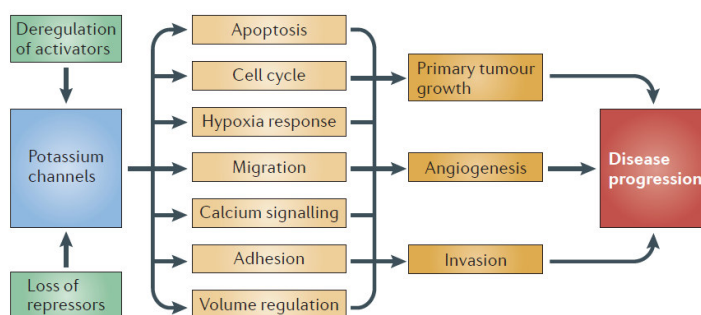 Deregulation
of activators
Potassium
channels
Loss of
repressors
Apoptosis
Cell cycle
Hypoxia response
Migration
Calcium signalling
Adhesion
Volume regulation
Primary tumour
growth
Angiogenesis
Invasion
Disease
progression